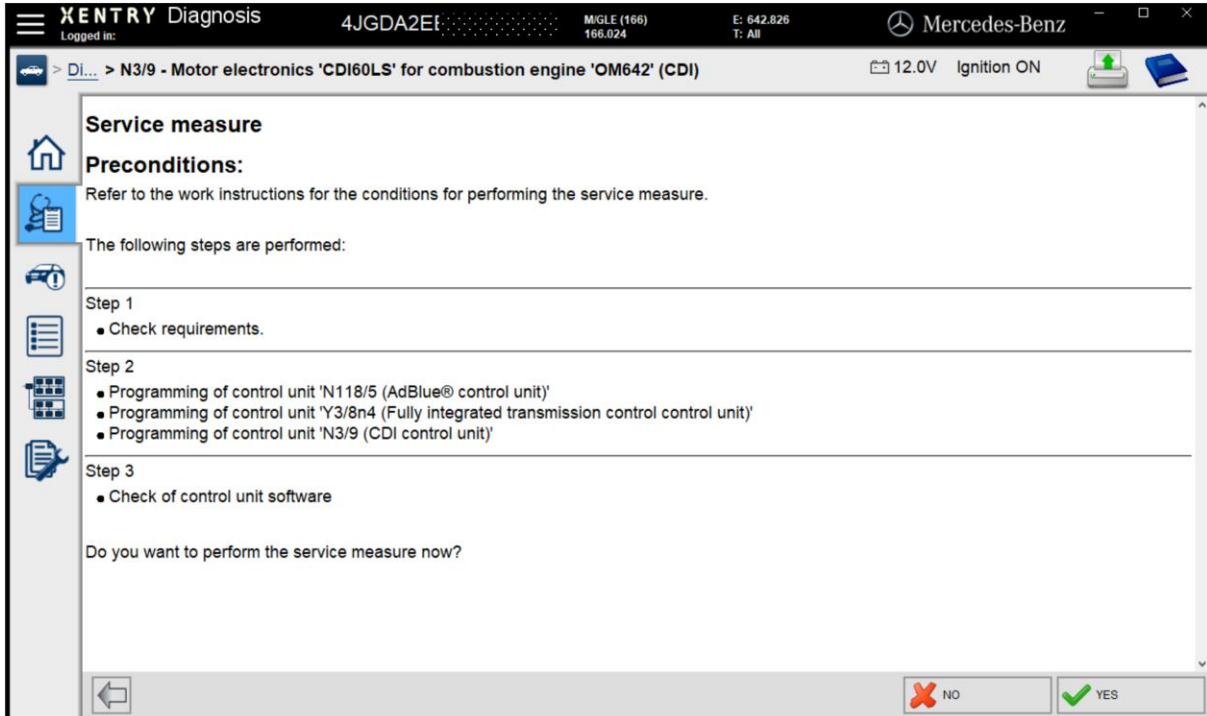 XENTRY Diagnosis
Logged in:
4JGDA2E
M/GLE (166)
166.024
E: 642.826
T: All
Mercedes-Benz
> Di... > N3/9 - Motor electronics 'CDI60LS' for combustion engine 'OM642' (CDI)
12.0V Ignition ON
Service measure
Preconditions:
Refer to the work instructions for the conditions for performing the service measure.
The following steps are performed:
Step 1
• Check requirements.
Step 2
• Programming of control unit 'N118/5 (AdBlue® control unit)'
• Programming of control unit 'Y3/8n4 (Fully integrated transmission control control unit)'
• Programming of control unit 'N3/9 (CDI control unit)'
Step 3
• Check of control unit software
Do you want to perform the service measure now?
NO
YES